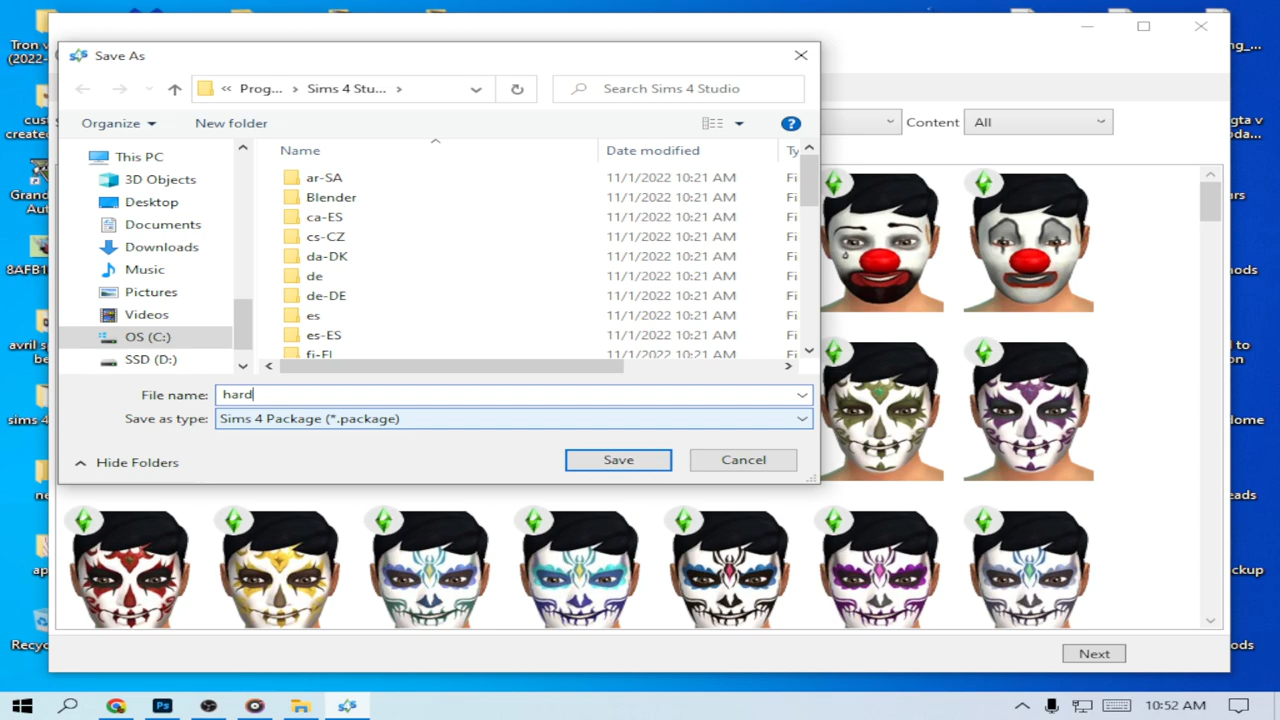 Tron v
(2022-
Save As
« Prog... › Sims 4 Stu... ›
Search Sims 4 Studio
Organize
New folder
Content All
This PC
3D Objects
Desktop
Documents
Downloads
Music
Pictures
Videos
OS (C:)
SSD (D:)
Name Date modified Ty
ar-SA 11/1/2022 10:21 AM Fi
Blender 11/1/2022 10:21 AM Fi
ca-ES 11/1/2022 10:21 AM Fi
cs-CZ 11/1/2022 10:21 AM Fi
da-DK 11/1/2022 10:21 AM Fi
de 11/1/2022 10:21 AM Fi
de-DE 11/1/2022 10:21 AM Fi
es 11/1/2022 10:21 AM Fi
es-ES 11/1/2022 10:21 AM Fi
fi-FI 11/1/2022 10:21 AM Fi
File name: hard
Save as type: Sims 4 Package (*.package)
Hide Folders
Save
Cancel
Next
cus
created
Gran
Aut
8AFB1
avril s
be
sims 4
ne
ap
Recyc
ng_...
gta v
oda...
urs
ods
d to
on
lome
eads
ckup
ods
10:52 AM